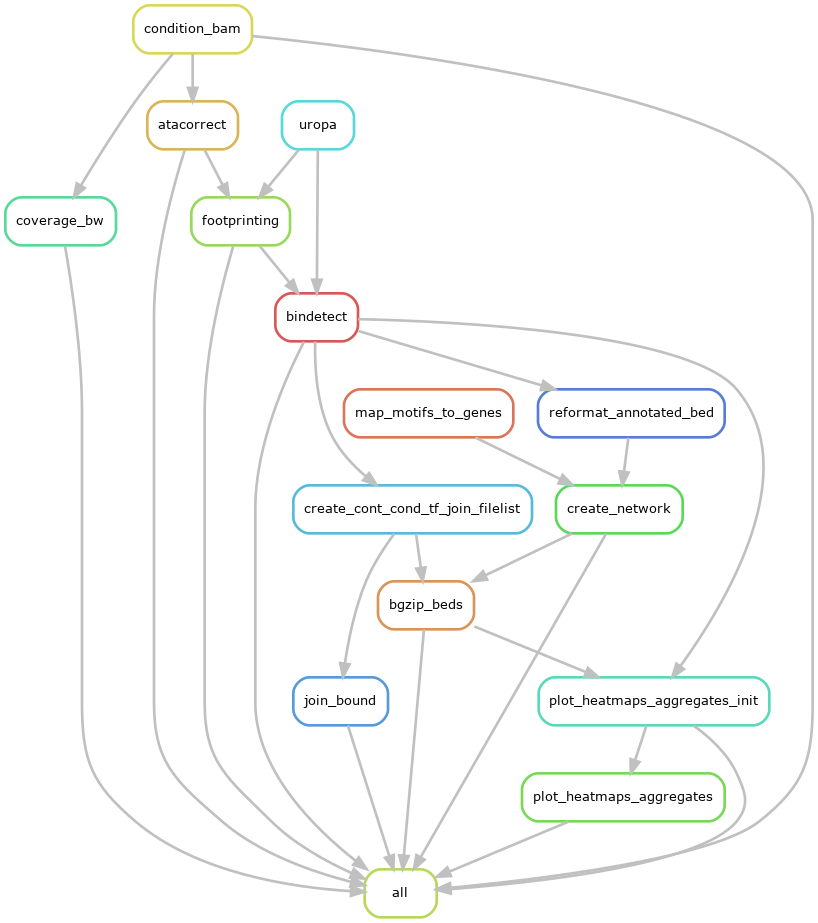 condition_bam
atacorrect
uropa
coverage_bw
footprinting
bindetect
map_motifs_to_genes
reformat_annotated_bed
create_cont_cond_tf_join_filelist
create_network
bgzip_beds
join_bound
plot_heatmaps_aggregates_init
plot_heatmaps_aggregates
all